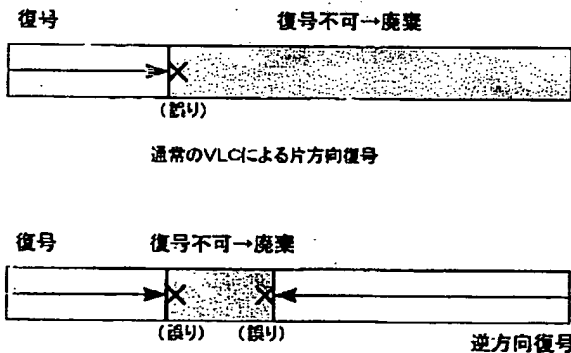 復号 復号不可→廃棄
(誤り)
通常のVLCによる片方向復号
復号 復号不可→廃棄
(誤り) (誤り)
逆方向復号